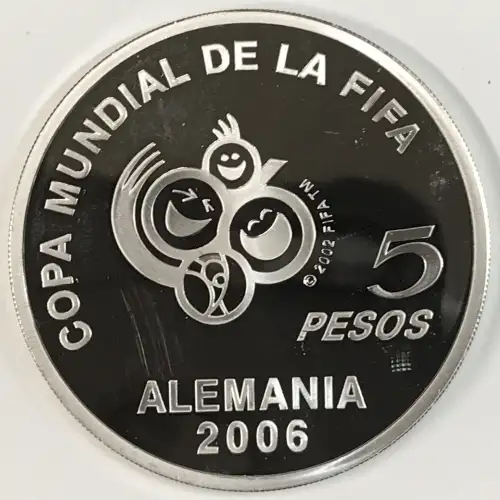 COPA MUNDIAL DE LA FIFA
© 2002 FIFA TM
5
PESOS
ALEMANIA
2006